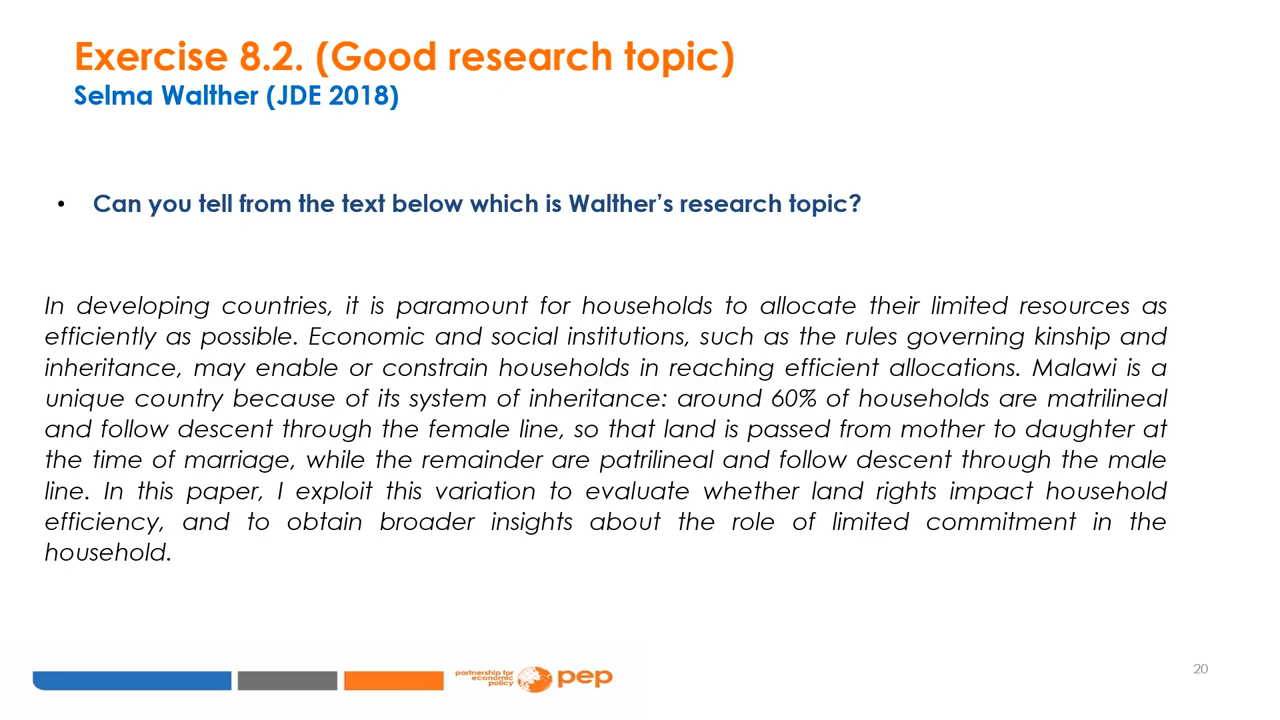 Exercise 8.2. (Good research topic)
Selma Walther (JDE 2018)
• Can you tell from the text below which is Walther's research topic?
In developing countries, it is paramount for households to allocate their limited resources as
efficiently as possible. Economic and social institutions, such as the rules governing kinship and
inheritance, may enable or constrain households in reaching efficient allocations. Malawi is a
unique country because of its system of inheritance: around 60% of households are matrilineal
and follow descent through the female line, so that land is passed from mother to daughter at
the time of marriage, while the remainder are patrilineal and follow descent through the male
line. In this paper, I exploit this variation to evaluate whether land rights impact household
efficiency, and to obtain broader insights about the role of limited commitment in the
household.
partnership for
economic
policy
pep
20